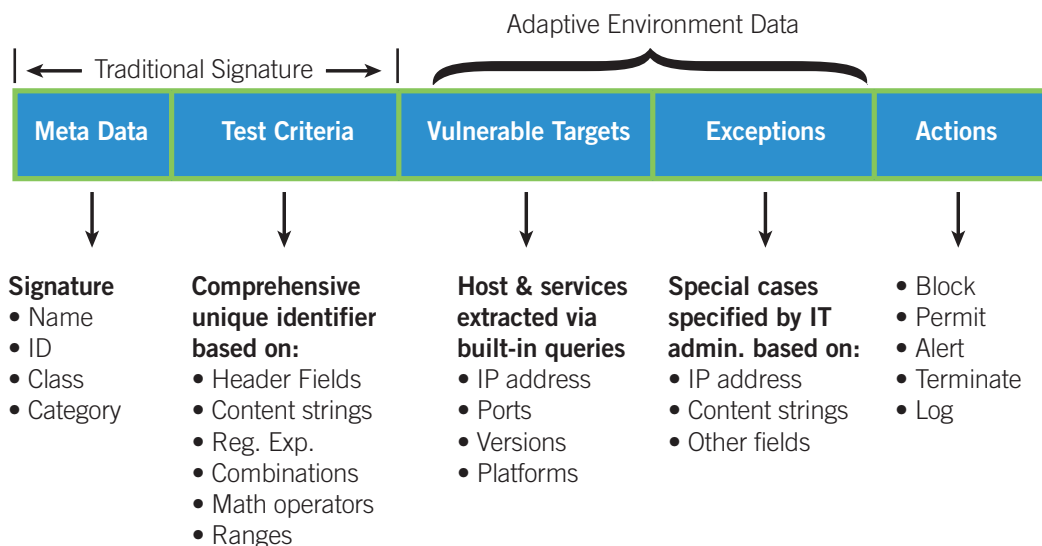 Adaptive Environment Data
Traditional Signature
Meta Data
Test Criteria
Vulnerable Targets
Exceptions
Actions
Signature
• Name
• ID
• Class
• Category
Comprehensive
unique identifier
based on:
• Header Fields
• Content strings
• Reg. Exp.
• Combinations
• Math operators
• Ranges
Host & services
extracted via
built-in queries
• IP address
• Ports
• Versions
• Platforms
Special cases
specified by IT
admin. based on:
• IP address
• Content strings
• Other fields
• Block
• Permit
• Alert
• Terminate
• Log